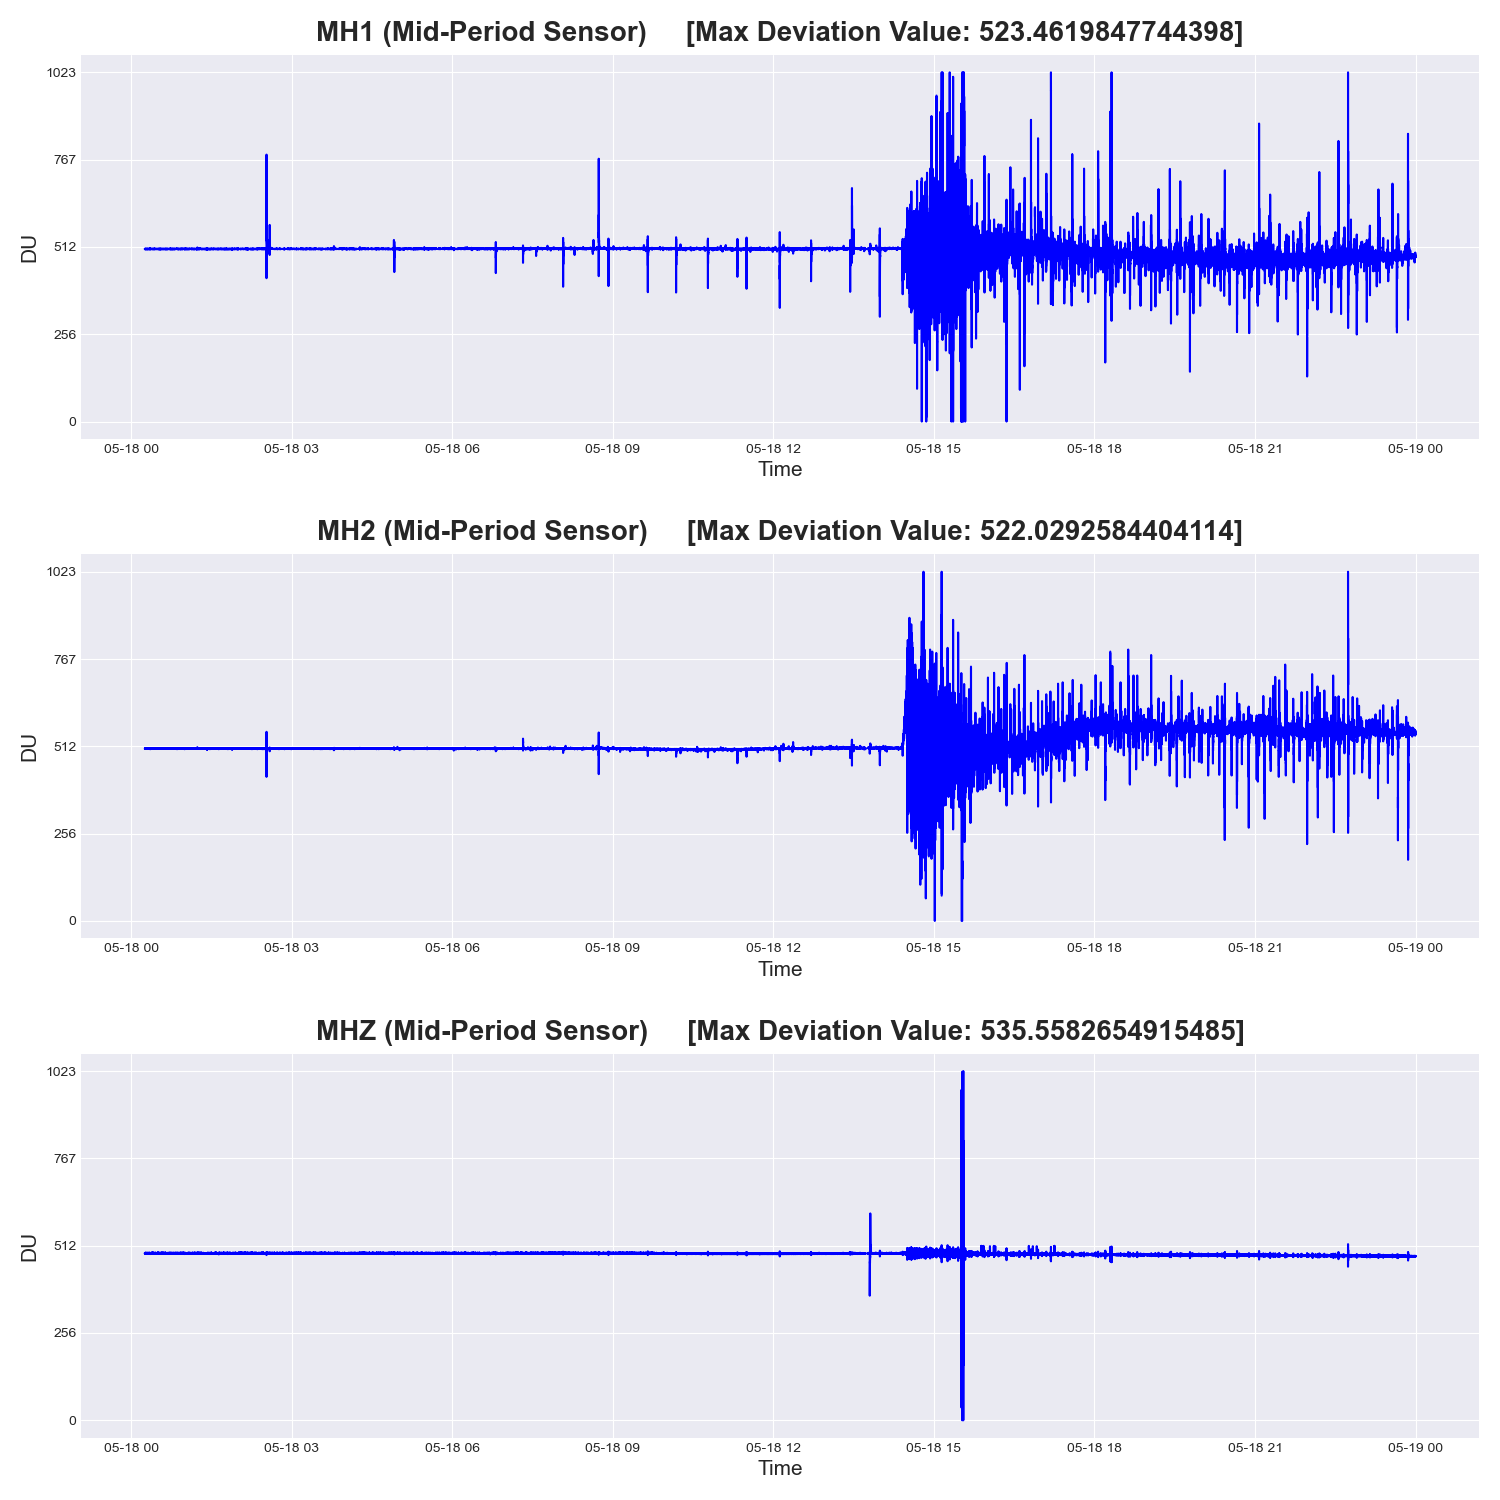 MH1 (Mid-Period Sensor) [Max Deviation Value: 523.4619847744398]
1023
767
512
256
0
DU
05-18 00 05-18 03 05-18 06 05-18 09 05-18 12 05-18 15 05-18 18 05-18 21 05-19 00
Time
MH2 (Mid-Period Sensor) [Max Deviation Value: 522.0292584404114]
1023
767
512
256
0
DU
05-18 00 05-18 03 05-18 06 05-18 09 05-18 12 05-18 15 05-18 18 05-18 21 05-19 00
Time
MHZ (Mid-Period Sensor) [Max Deviation Value: 535.5582654915485]
1023
767
512
256
0
DU
05-18 00 05-18 03 05-18 06 05-18 09 05-18 12 05-18 15 05-18 18 05-18 21 05-19 00
Time